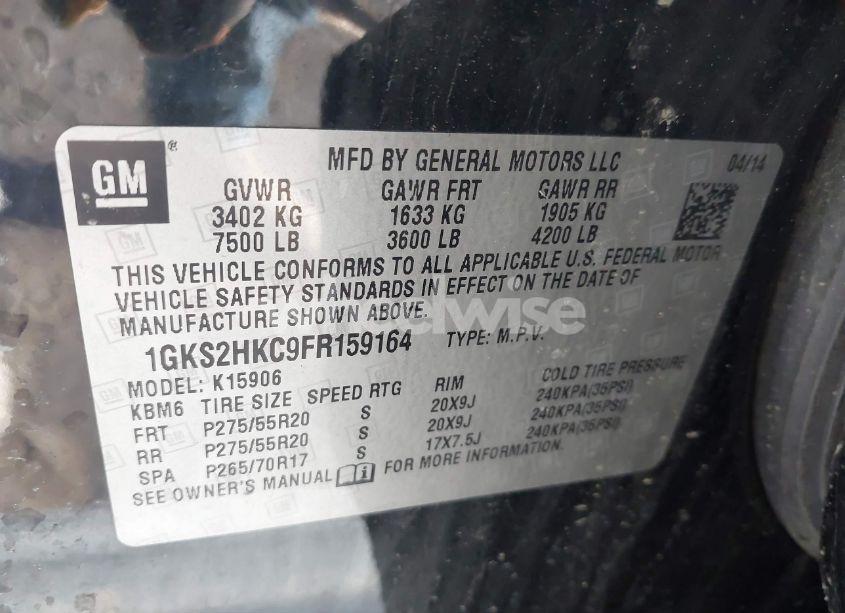 GM®
MFD BY GENERAL MOTORS LLC 04/14
GVWR GAWR FRT GAWR RR
3402 KG 1633 KG 1905 KG
7500 LB 3600 LB 4200 LB
THIS VEHICLE CONFORMS TO ALL APPLICABLE U.S. FEDERAL MOTOR
VEHICLE SAFETY STANDARDS IN EFFECT ON THE DATE OF
MANUFACTURE SHOWN ABOVE.
1GKS2HKC9FR159164 TYPE: M.P.V.
MODEL: K15906
KBM6 TIRE SIZE SPEED RTG RIM COLD TIRE PRESSURE
FRT P275/55R20 S 20X9J 240KPA(35PSI)
RR P275/55R20 S 20X9J 240KPA(35PSI)
SPA P265/70R17 S 17X7.5J 240KPA(35PSI)
SEE OWNER'S MANUAL FOR MORE INFORMATION.